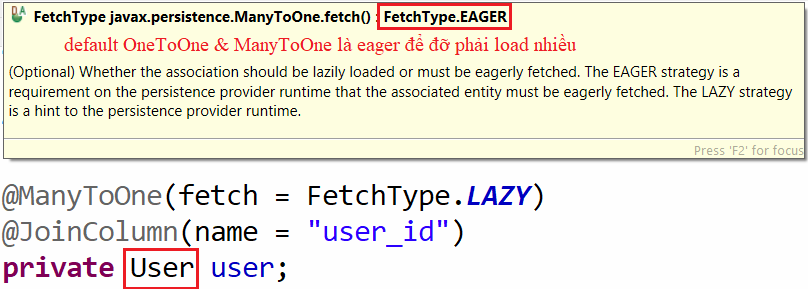 FetchType javax.persistence.ManyToOne.fetch() : FetchType.EAGER
default OneToOne & ManyToOne là eager để đỡ phải load nhiều
(Optional) Whether the association should be lazily loaded or must be eagerly fetched. The EAGER strategy is a
requirement on the persistence provider runtime that the associated entity must be eagerly fetched. The LAZY strategy
is a hint to the persistence provider runtime.
Press 'F2' for focus
@ManyToOne(fetch = FetchType.LAZY)
@JoinColumn(name = "user_id")
private User user;